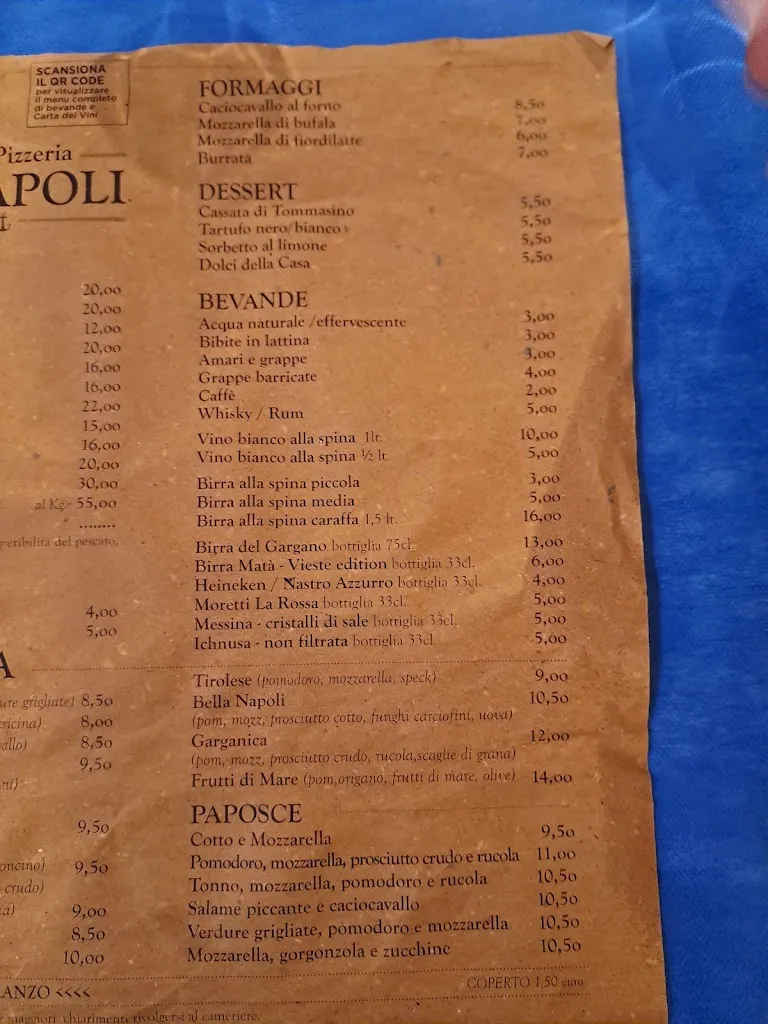 SCANSIONA
IL QR CODE
per visualizzare
il menu completo
di bevande e
Carta dei Vini
Pizzeria
APOLI
20,00
20,00
12,00
20,00
16,00
16,00
22,00
15,00
16,00
20,00
30,00
al Kg. 55,00
........
peribilità del pescato.
4,00
5,00
A
ure grigliate) 8,50
8,00
8,50
9,50
9,50
oncino) 9,50
crudo)
9,00
8,50
10,00
LANZO <<<<
maggiori chiarimenti rivolgersi al cameriere.
FORMAGGI
Caciocavallo al forno 8,50
Mozzarella di bufala 7,00
Mozzarella di fiordilatte 6,00
Burrata 7,00
DESSERT
Cassata di Tommasino 5,50
Tartufo nero/bianco 5,50
Sorbetto al limone 5,50
Dolci della Casa 5,50
BEVANDE
Acqua naturale /effervescente 3,00
Bibite in lattina 3,00
Amari e grappe 3,00
Grappe barricate 4,00
Caffè 2,00
Whisky / Rum 5,00
Vino bianco alla spina 1lt. 10,00
Vino bianco alla spina ½ lt. 5,00
Birra alla spina piccola 3,00
Birra alla spina media 5,00
Birra alla spina caraffa 1,5 lt. 16,00
Birra del Gargano bottiglia 75cl. 13,00
Birra Matà - Vieste edition bottiglia 33cl. 6,00
Heineken / Nastro Azzurro bottiglia 33cl. 4,00
Moretti La Rossa bottiglia 33cl. 5,00
Messina - cristalli di sale bottiglia 33cl. 5,00
Ichnusa - non filtrata bottiglia 33cl. 5,00
Tirolese (pomodoro, mozzarella, speck) 9,00
Bella Napoli 10,50
(pom, mozz, prosciutto cotto, funghi carciofini, uova)
Garganica 12,00
(pom, mozz, prosciutto crudo, rucola,scaglie di grana)
Frutti di Mare (pom,origano, frutti di mare, olive) 14,00
PAPOSCE
Cotto e Mozzarella 9,50
Pomodoro, mozzarella, prosciutto crudo e rucola 11,00
Tonno, mozzarella, pomodoro e rucola 10,50
Salame piccante e caciocavallo 10,50
Verdure grigliate, pomodoro e mozzarella 10,50
Mozzarella, gorgonzola e zucchine 10,50
COPERTO 1,50 euro